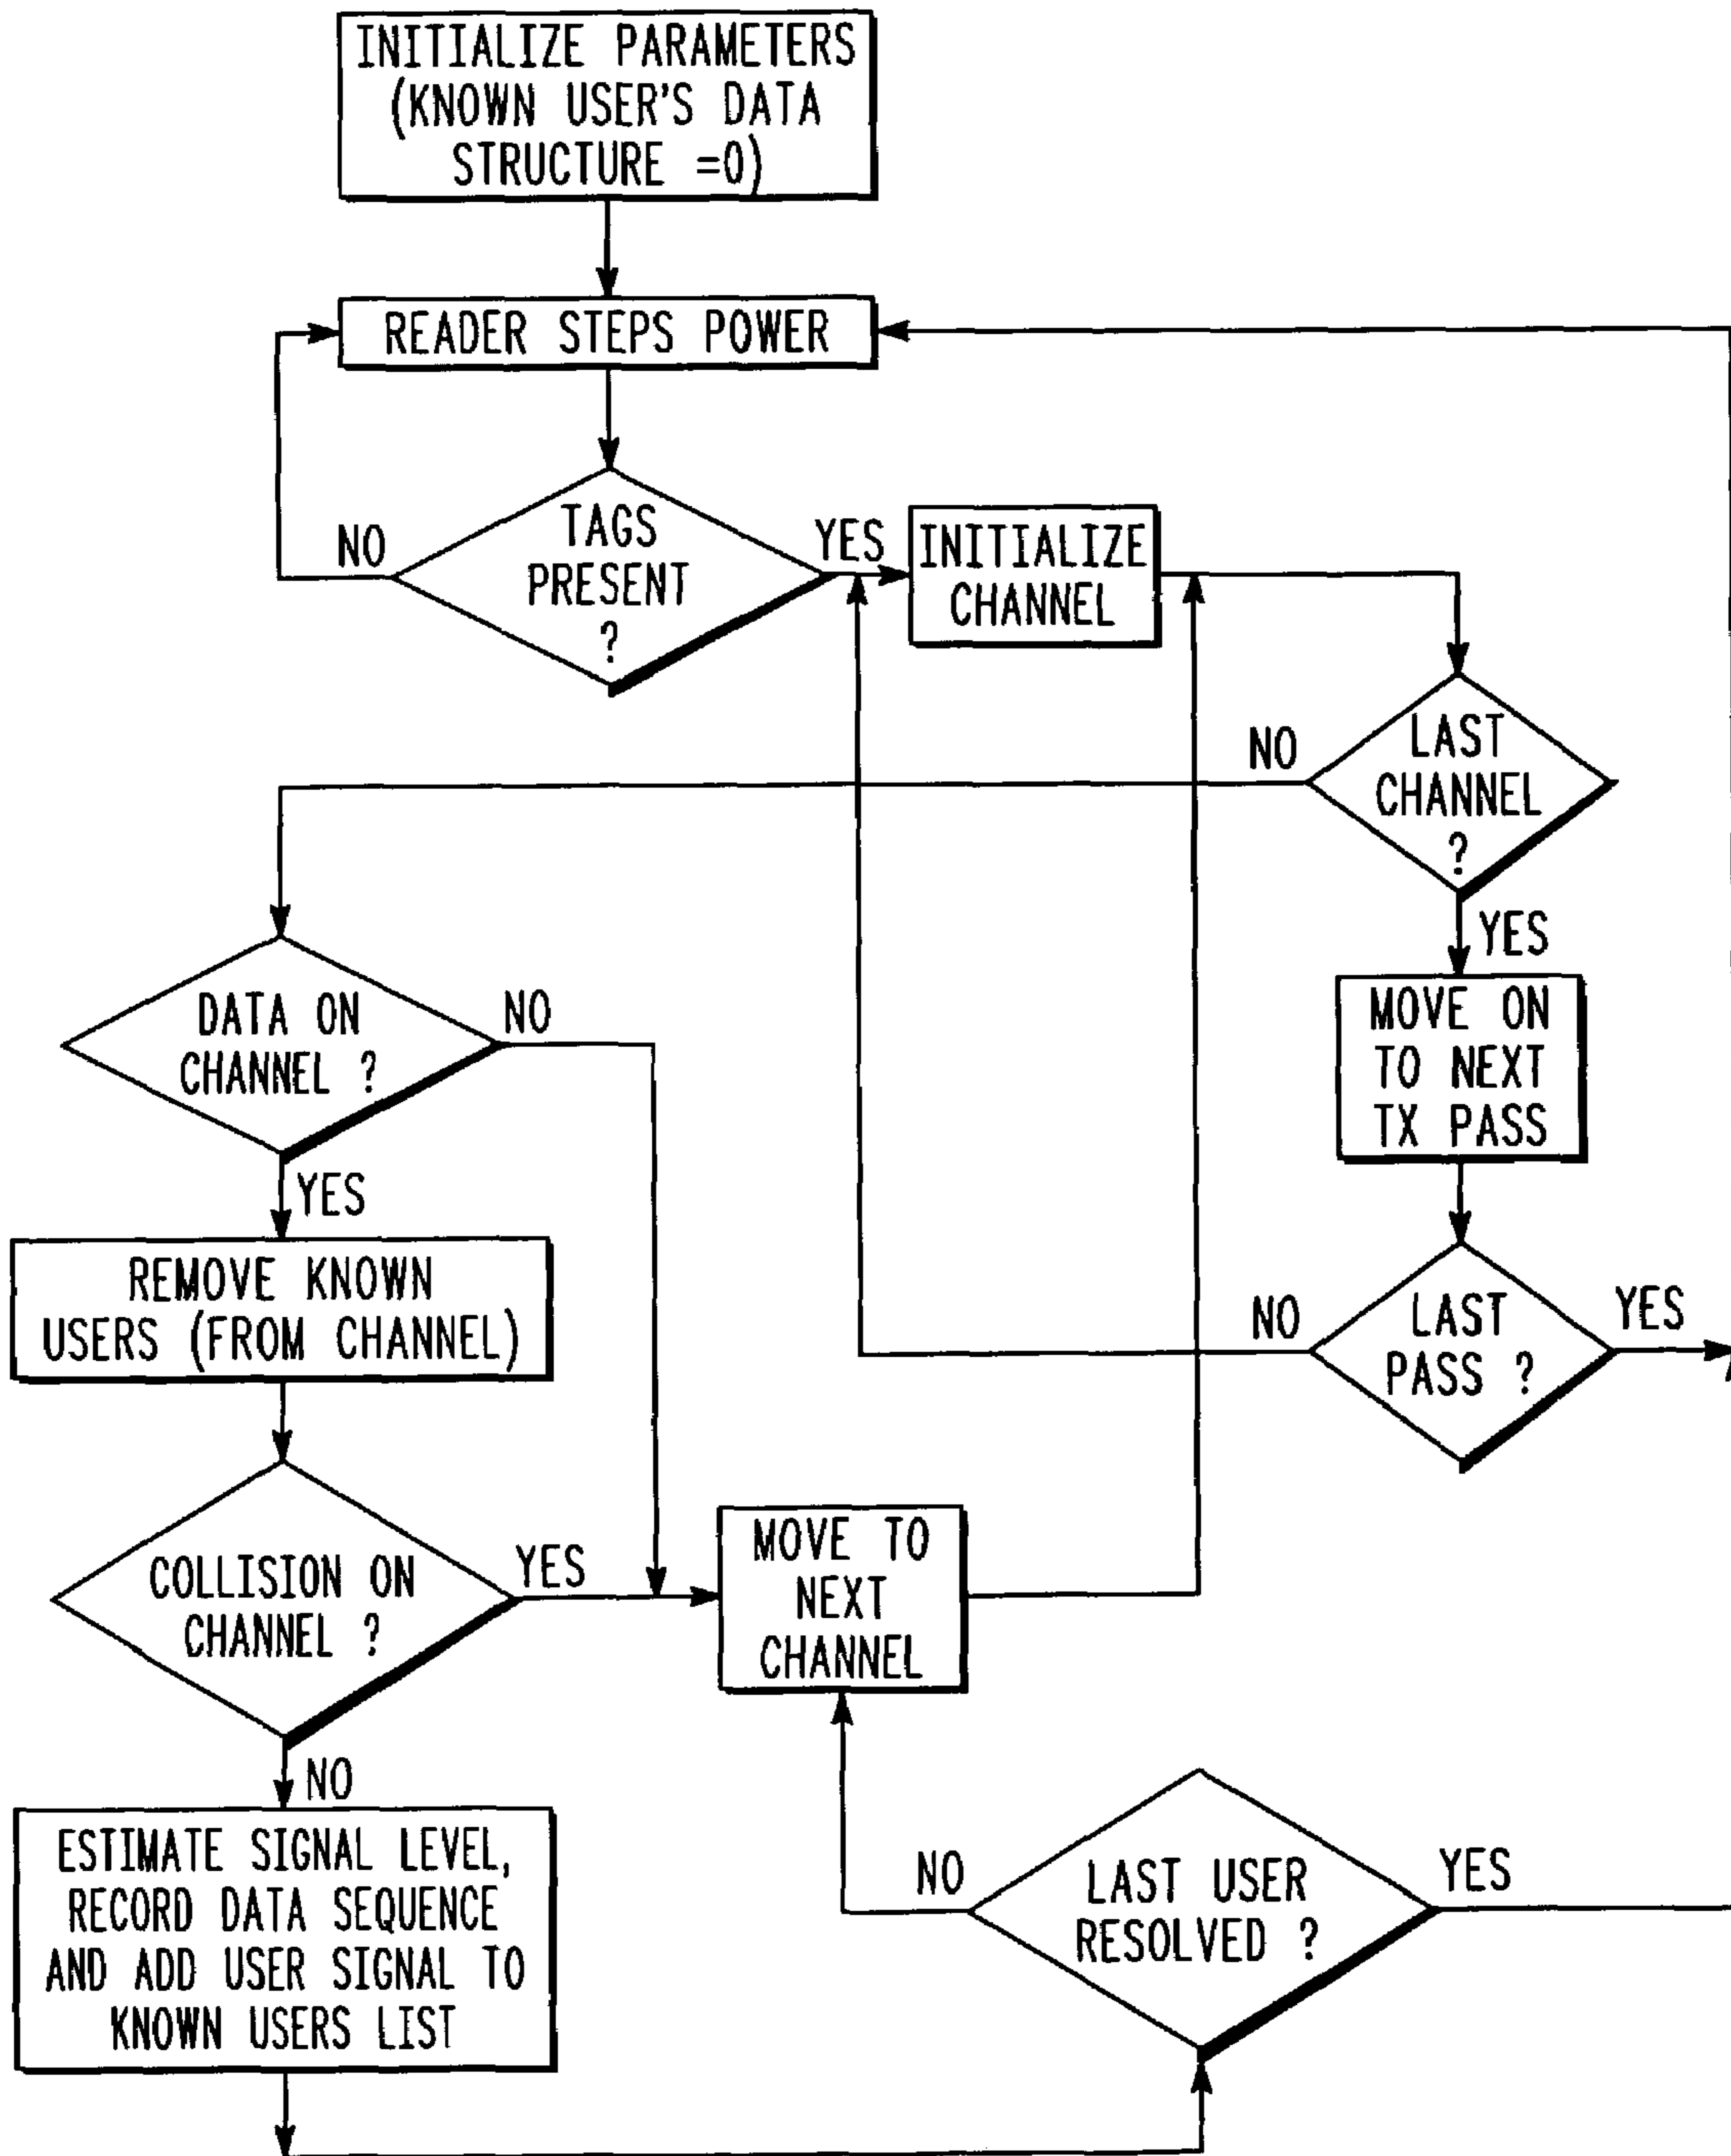 INITIALIZE PARAMETERS
(KNOWN USER'S DATA
STRUCTURE =0)
READER STEPS POWER
TAGS
PRESENT
?
NO
YES
INITIALIZE
CHANNEL
LAST
CHANNEL
?
NO
YES
DATA ON
CHANNEL ?
NO
YES
MOVE ON
TO NEXT
TX PASS
REMOVE KNOWN
USERS (FROM CHANNEL)
LAST
PASS ?
NO
YES
COLLISION ON
CHANNEL ?
YES
NO
MOVE TO
NEXT
CHANNEL
ESTIMATE SIGNAL LEVEL,
RECORD DATA SEQUENCE
AND ADD USER SIGNAL TO
KNOWN USERS LIST
LAST USER
RESOLVED ?
NO
YES